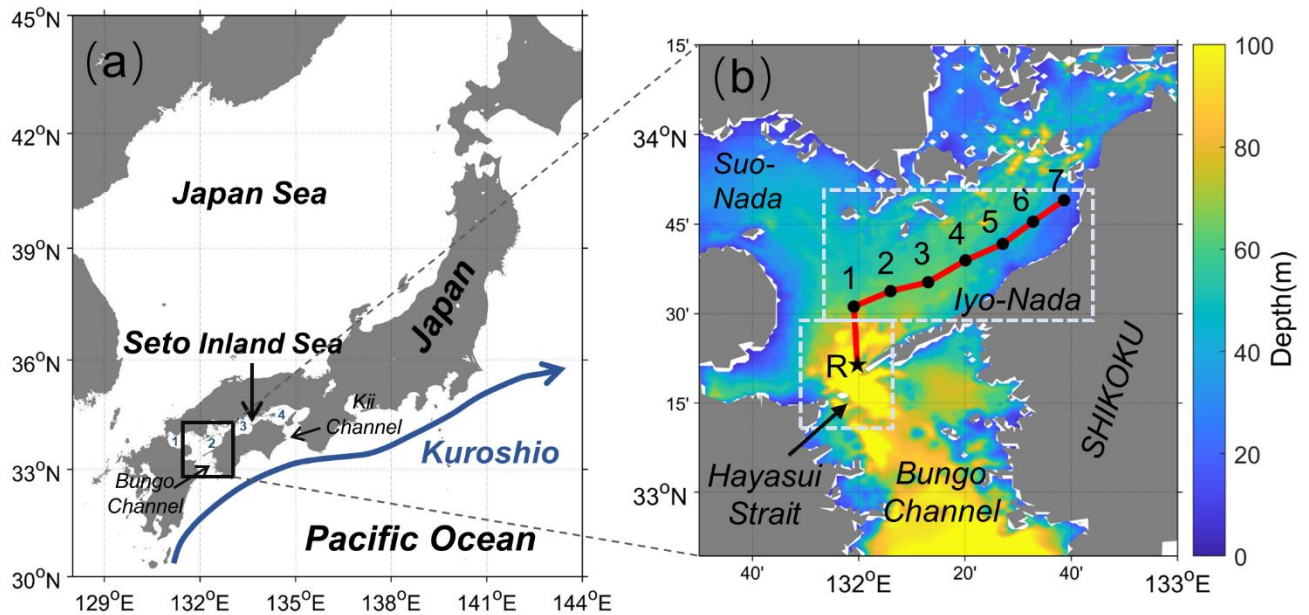 (a)
45°N
42°N
39°N
36°N
33°N
30°N
129°E
132°E
135°E
138°E
141°E
144°E
Japan Sea
Japan
Seto Inland Sea
1
2
3
4
Kii
Channel
Kuroshio
Bungo
Channel
Pacific Ocean
(b)
15'
34°N
45'
30'
15'
33°N
40'
132°E
20'
40'
133°E
Suo-
Nada
7
6
5
4
3
2
1
Iyo-Nada
R
Hayasui
Strait
Bungo
Channel
SHIKOKU
100
80
60
40
20
0
Depth(m)